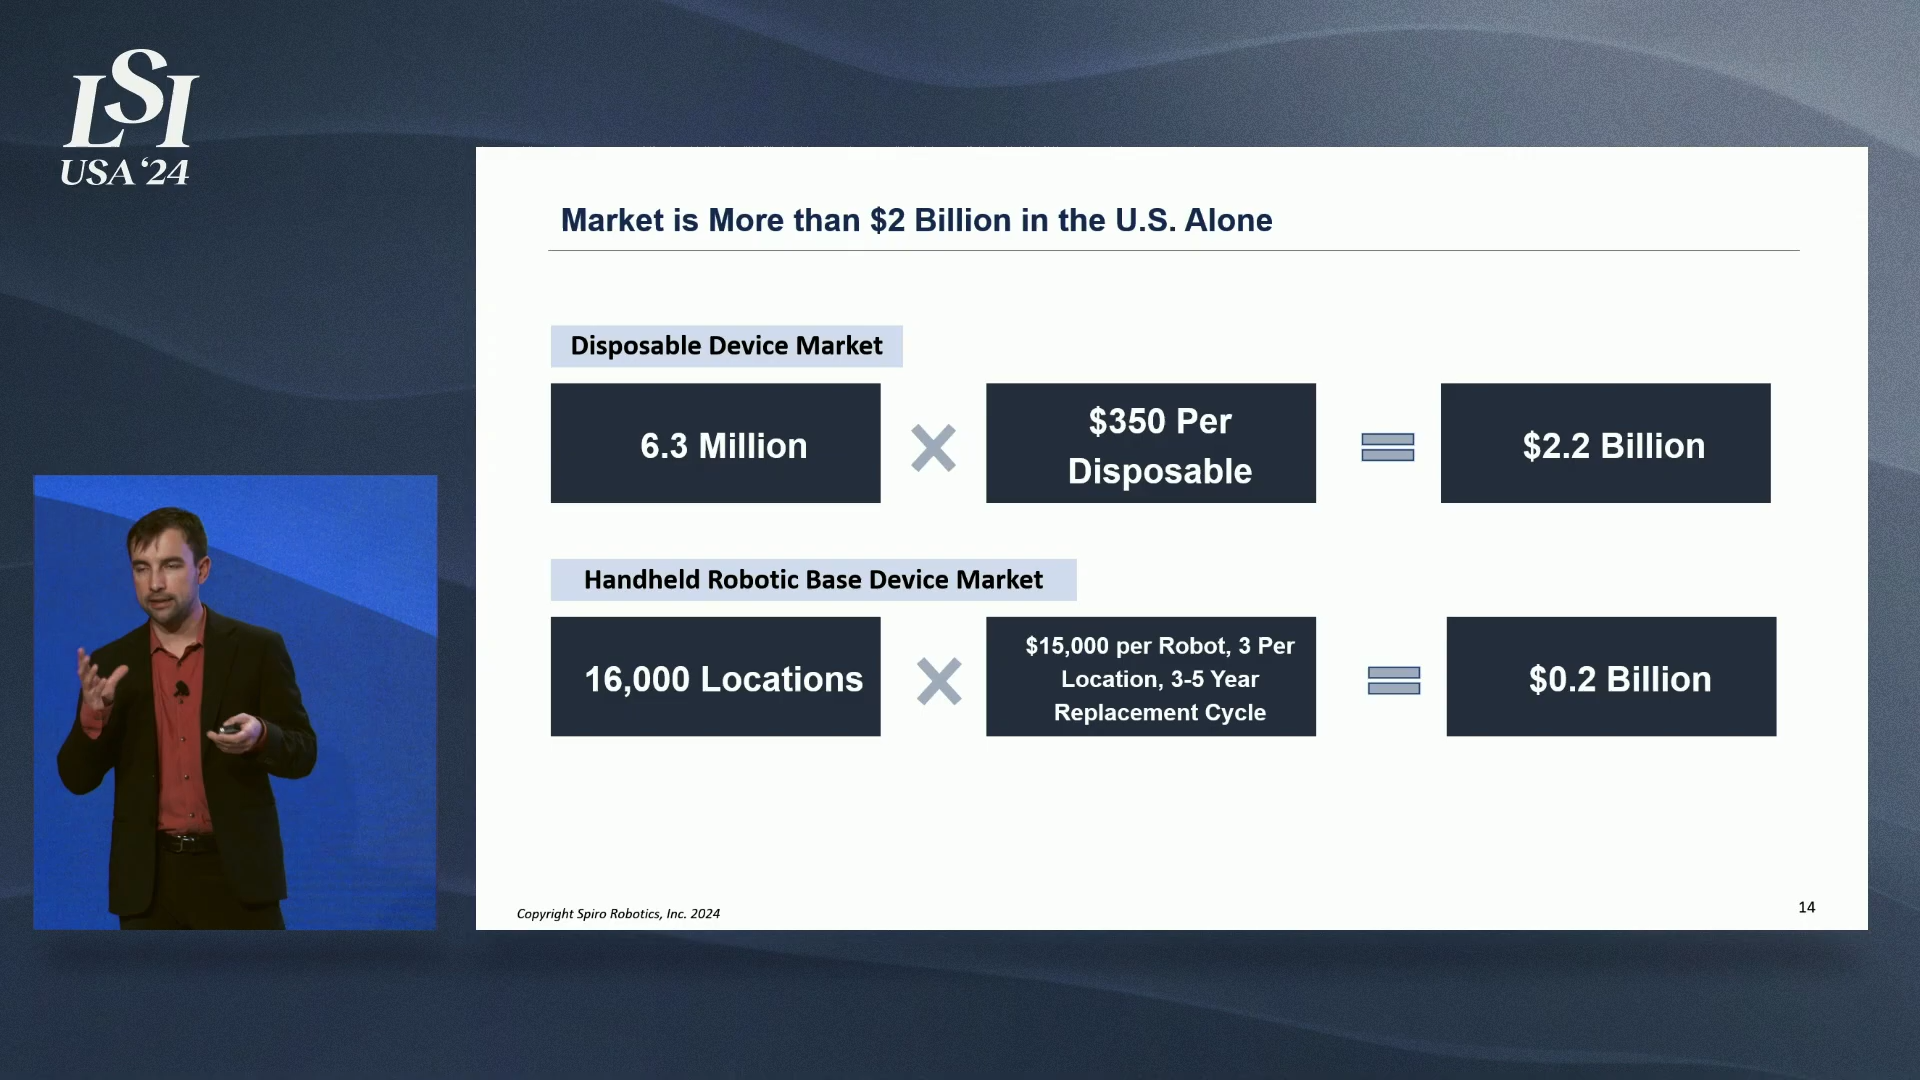 LSI
USA '24
Market is More than $2 Billion in the U.S. Alone
Disposable Device Market
6.3 Million
$350 Per
Disposable
$2.2 Billion
Handheld Robotic Base Device Market
16,000 Locations
$15,000 per Robot, 3 Per
Location, 3-5 Year
Replacement Cycle
$0.2 Billion
Copyright Spiro Robotics, Inc. 2024
14